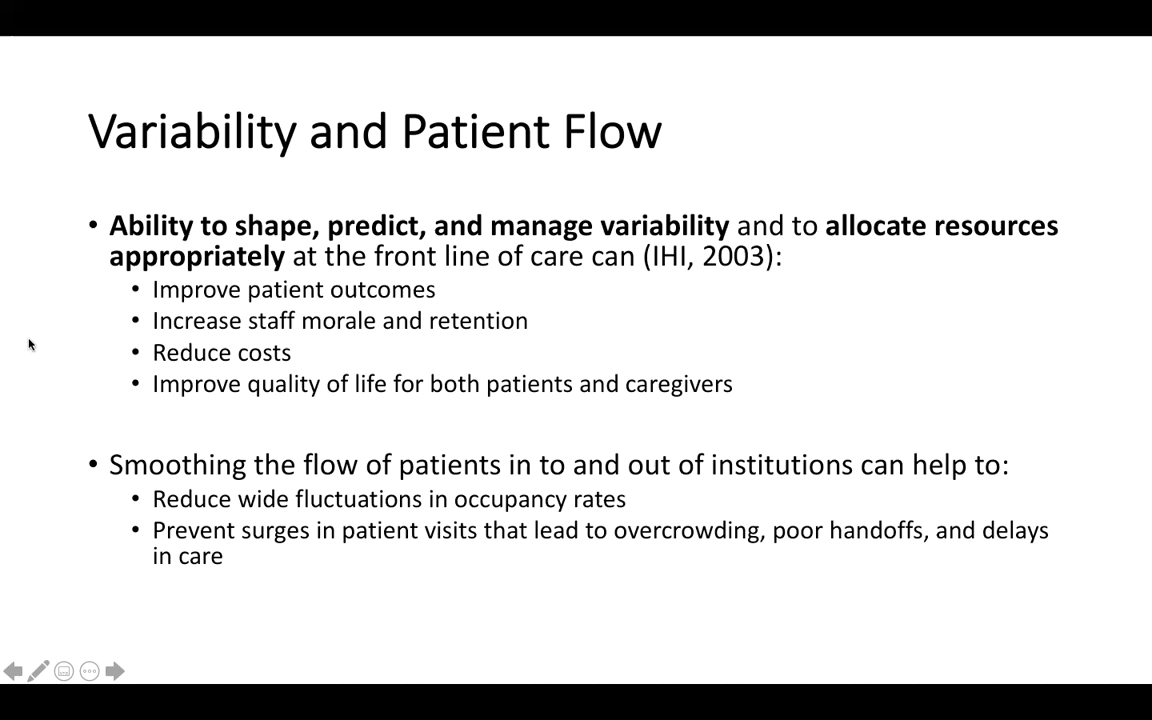 Variability and Patient Flow
• Ability to shape, predict, and manage variability and to allocate resources
appropriately at the front line of care can (IHI, 2003):
• Improve patient outcomes
• Increase staff morale and retention
• Reduce costs
• Improve quality of life for both patients and caregivers
• Smoothing the flow of patients in to and out of institutions can help to:
• Reduce wide fluctuations in occupancy rates
• Prevent surges in patient visits that lead to overcrowding, poor handoffs, and delays
in care